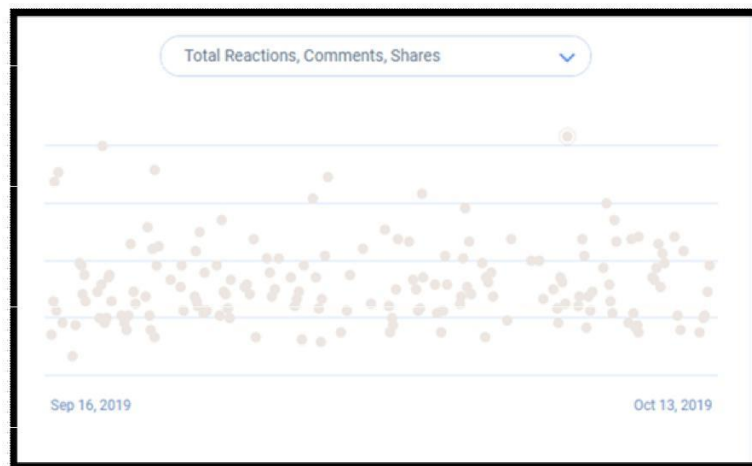 Total Reactions, Comments, Shares
Sep 16, 2019
Oct 13, 2019